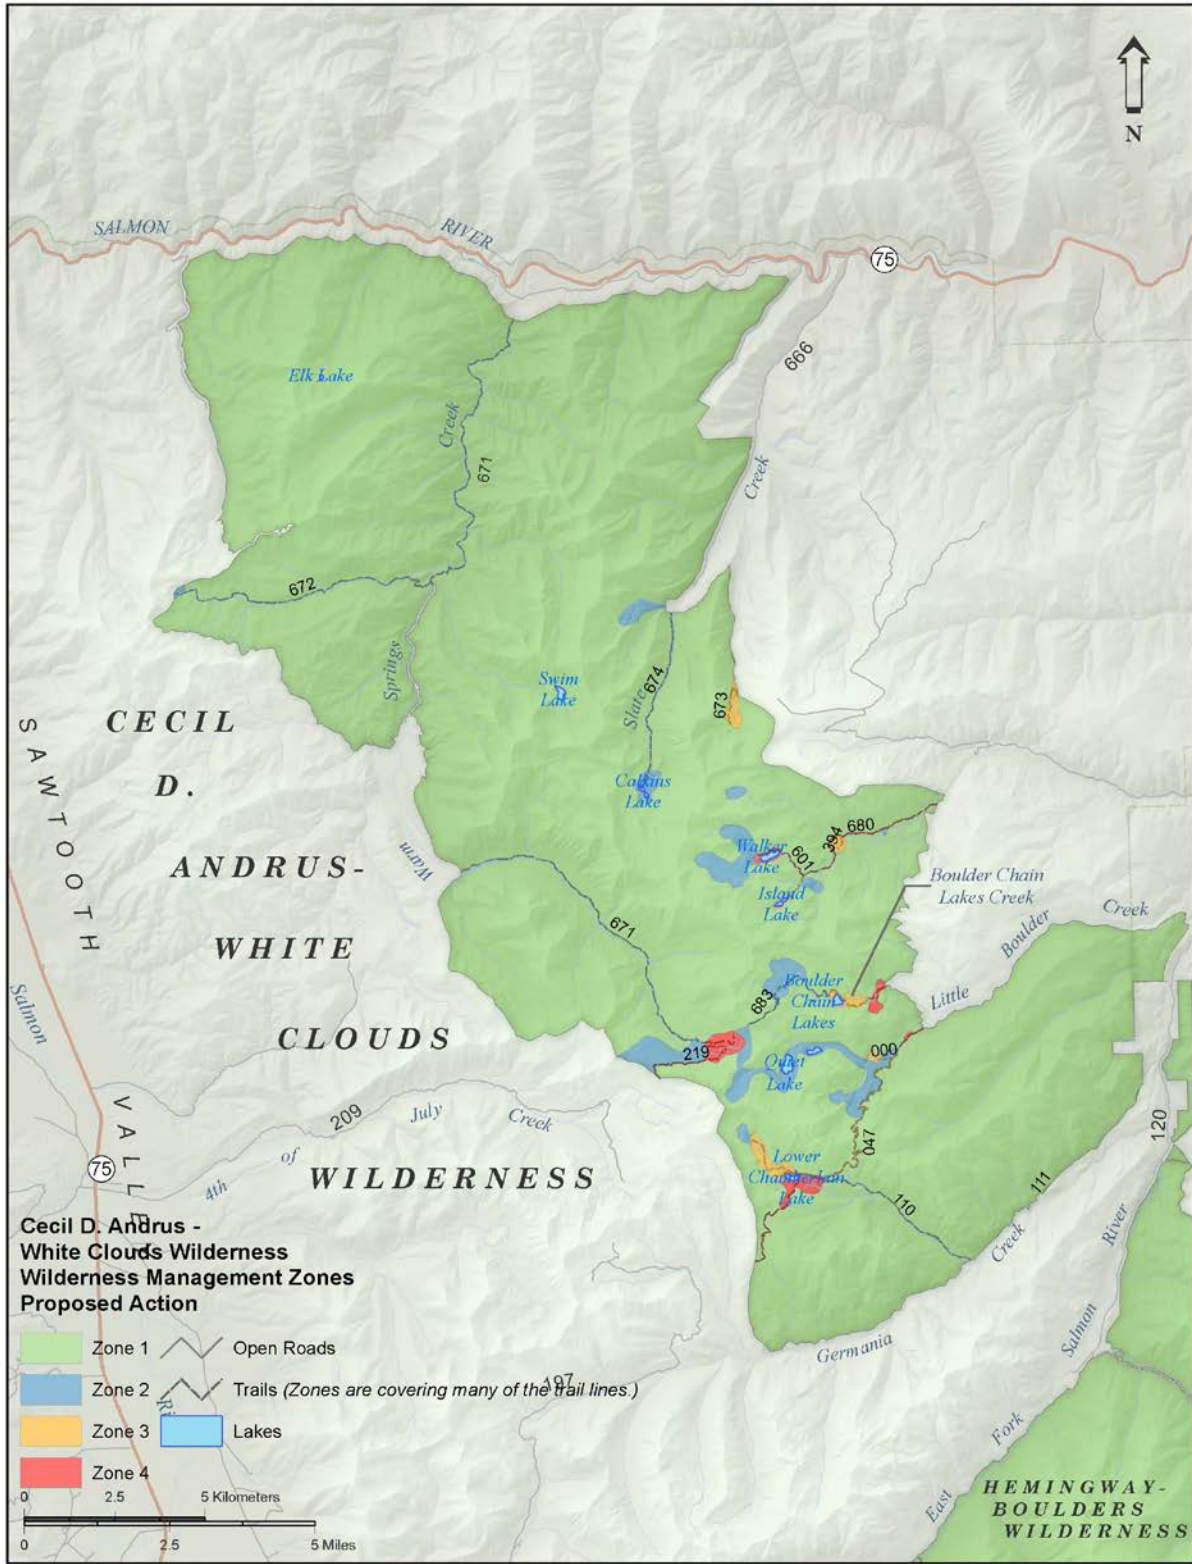 N
SALMON
RIVER
75
666
Elk Lake
Creek
671
Creek
672
Springs
Swim
Lake
674
Slate
673
CECIL
D.
ANDRUS-
WHITE
CLOUDS
WILDERNESS
SAWTOOTH
VALLEY
Calkins
Lake
Warm
394
680
Walker
Lake
601
Island
Lake
Boulder Chain
Lakes Creek
Boulder
Creek
Little
671
Boulder
Chain
Lakes
683
219
000
Quiet
Lake
Salmon
209
July
Creek
of
4th
75
047
120
Lower
Chamberlain
Lake
110
111
Creek
River
Salmon
Germania
197
Fork
East
HEMINGWAY-
BOULDERS
WILDERNESS
Cecil D. Andrus -
White Clouds Wilderness
Wilderness Management Zones
Proposed Action
Zone 1
Open Roads
Zone 2
Trails (Zones are covering many of the trail lines.)
Zone 3
Lakes
Zone 4
0 2.5 5 Kilometers
0 2.5 5 Miles